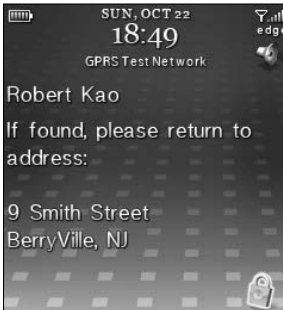 SUN, OCT 22
18:49
edge
GPRS Test Network
Robert Kao
If found, please return to
address:
9 Smith Street
BerryVille, NJ